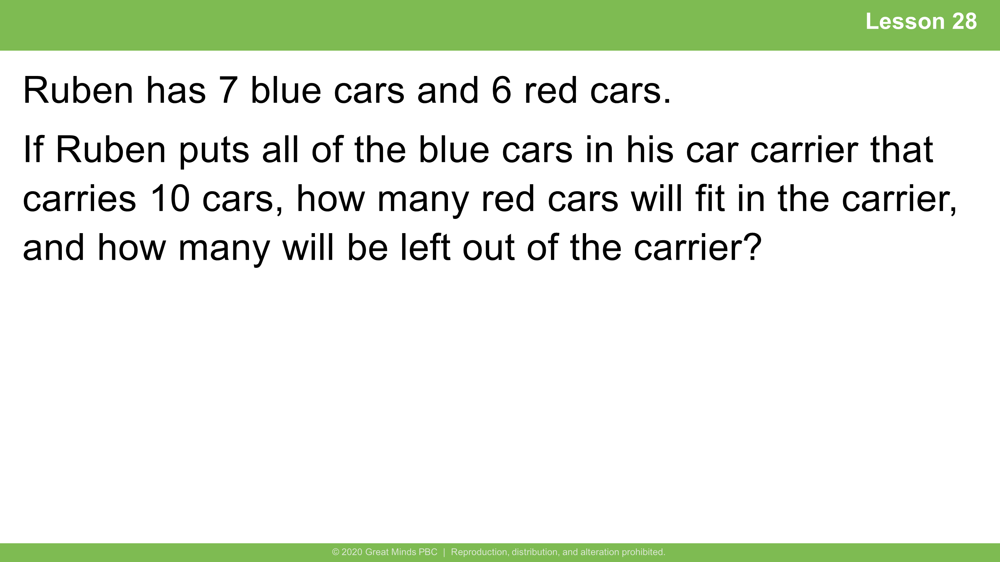 Lesson 28
Ruben has 7 blue cars and 6 red cars.
If Ruben puts all of the blue cars in his car carrier that
carries 10 cars, how many red cars will fit in the carrier,
and how many will be left out of the carrier?
© 2020 Great Minds PBC | Reproduction, distribution, and alteration prohibited.